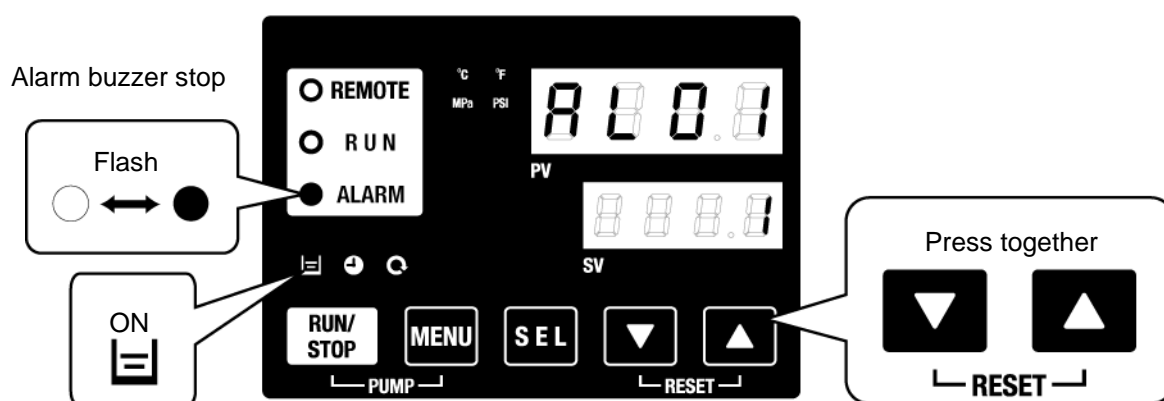 Alarm buzzer stop
Flash
ON
REMOTE
RUN
ALARM
°C °F
MPa PSI
AL01
PV
1
SV
RUN/
STOP
MENU
SEL
PUMP
RESET
Press together
RESET